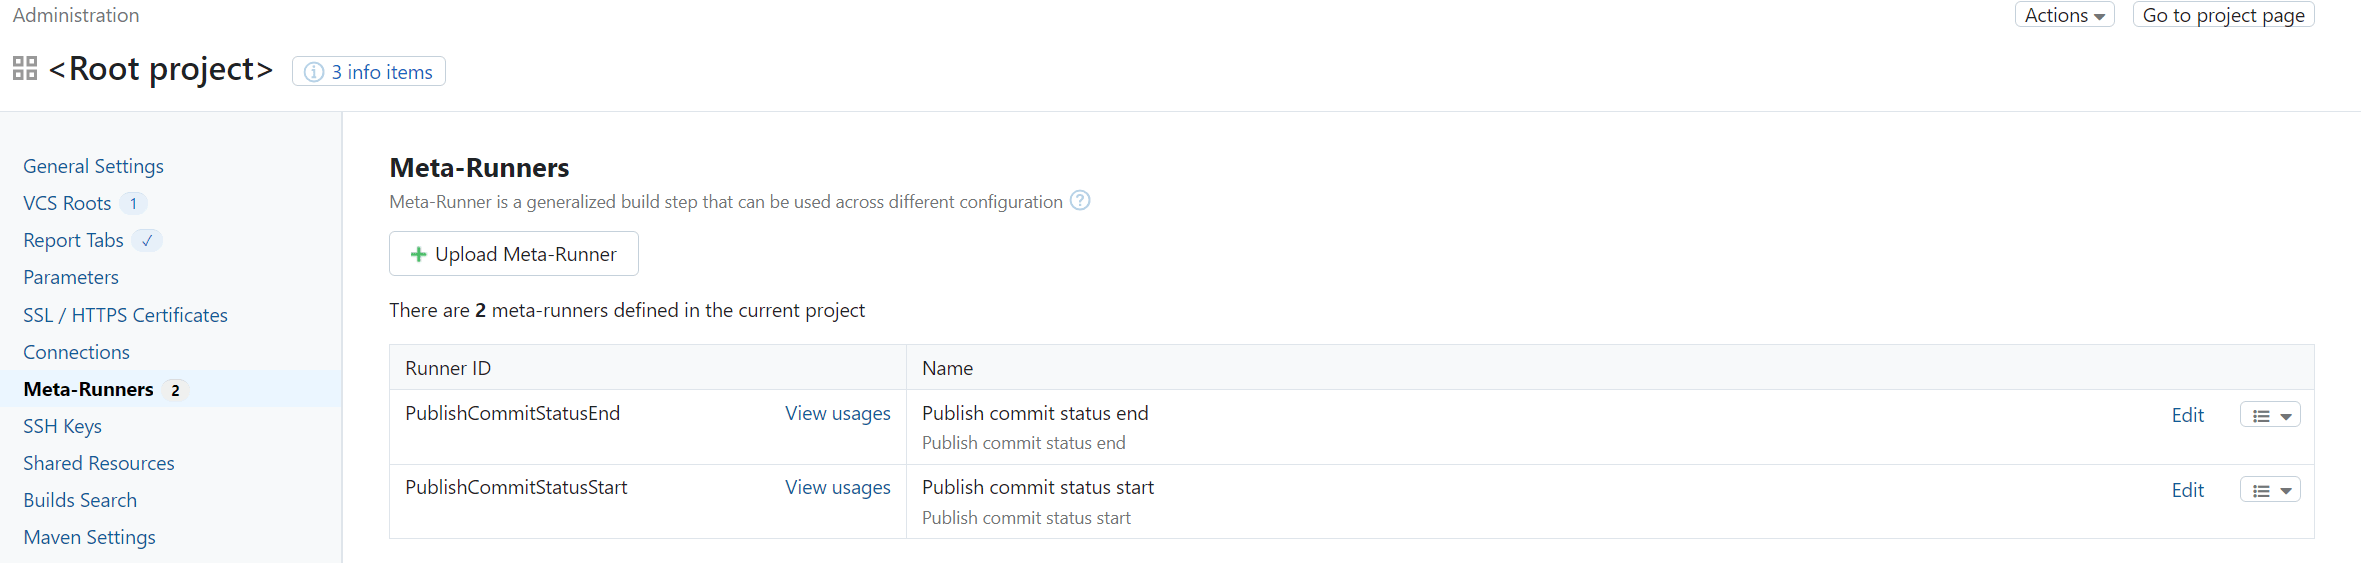 Administration
Actions
Go to project page
<Root project>
3 info items
General Settings
VCS Roots 1
Report Tabs ✓
Parameters
SSL / HTTPS Certificates
Connections
Meta-Runners 2
SSH Keys
Shared Resources
Builds Search
Maven Settings
Meta-Runners
Meta-Runner is a generalized build step that can be used across different configuration ?
+ Upload Meta-Runner
There are 2 meta-runners defined in the current project
Runner ID Name
PublishCommitStatusEnd View usages Publish commit status end Edit
Publish commit status end
PublishCommitStatusStart View usages Publish commit status start Edit
Publish commit status start